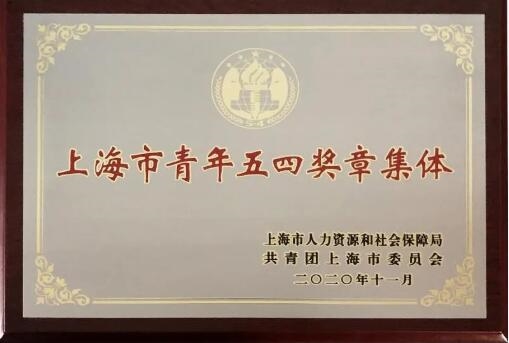 上海市青年五四奖章集体
上海市人力资源和社会保障局
共青团上海市委员会
二〇二〇年十一月